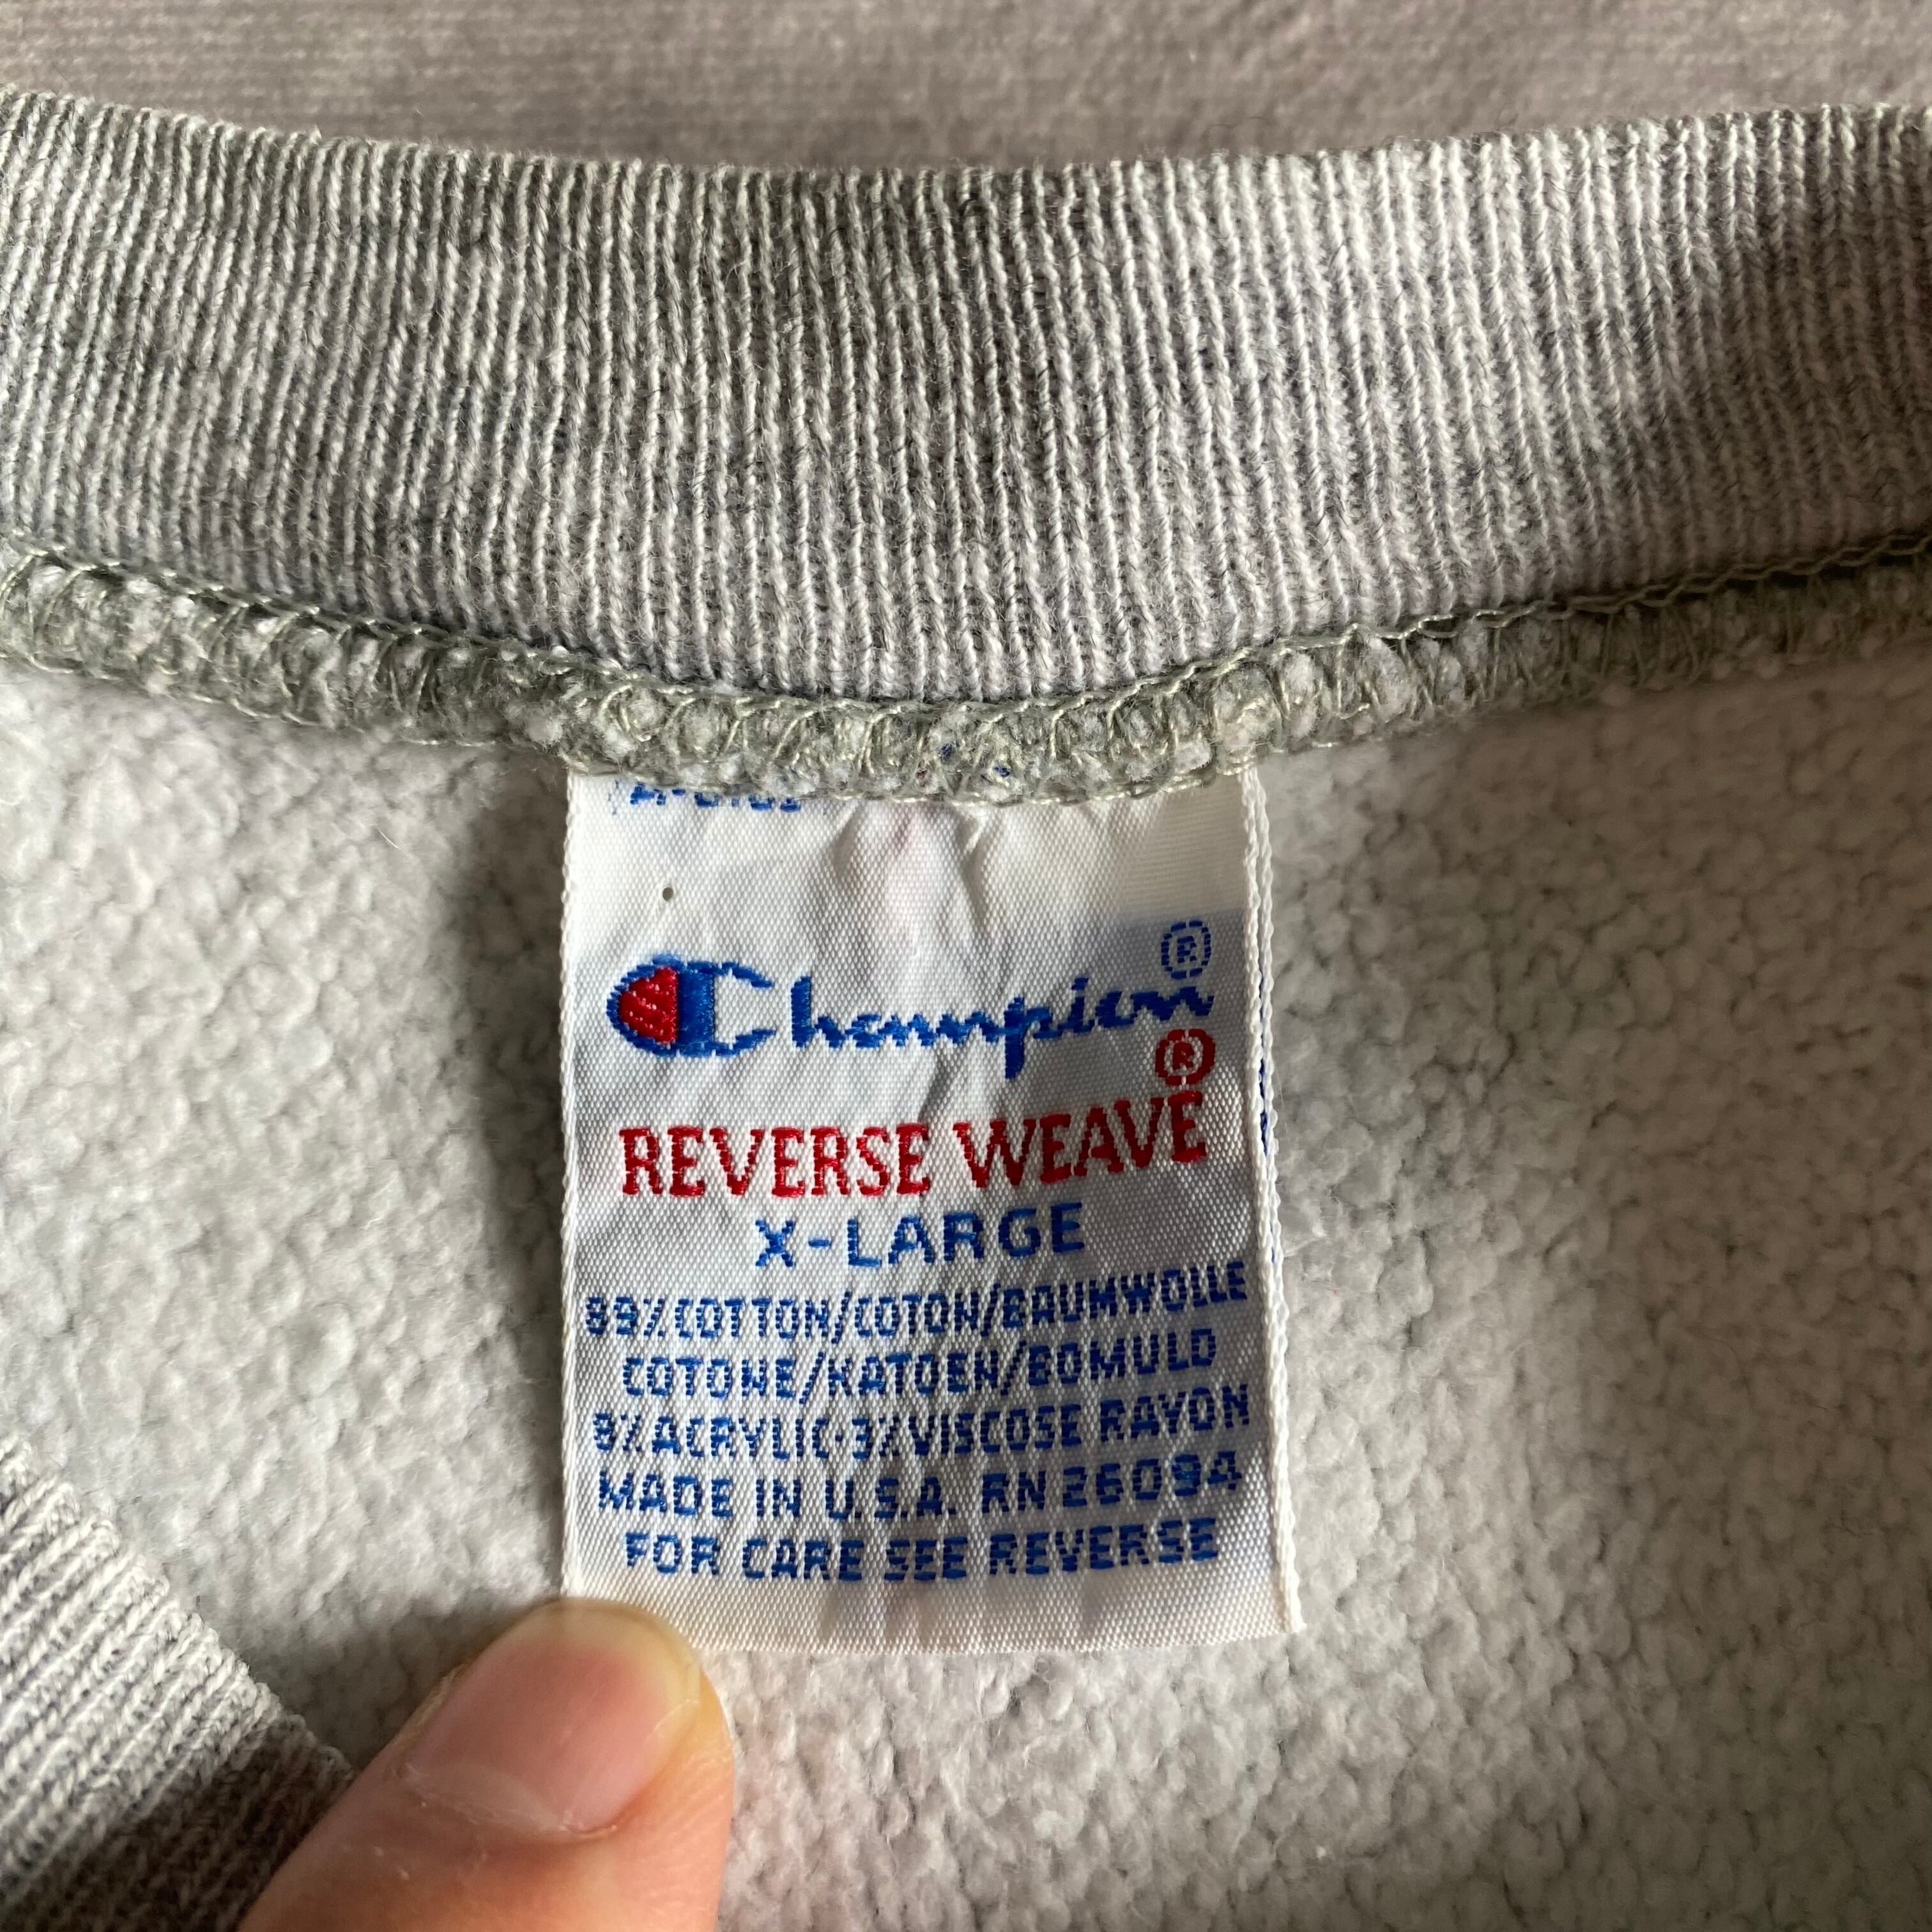 Champion®
®
REVERSE WEAVE
X-LARGE
89% COTTON/COTON/BAUMWOLLE
COTONE/KATOEN/BOMULD
8% ACRYLIC·3% VISCOSE RAYON
MADE IN U.S.A. RN 26094
FOR CARE SEE REVERSE